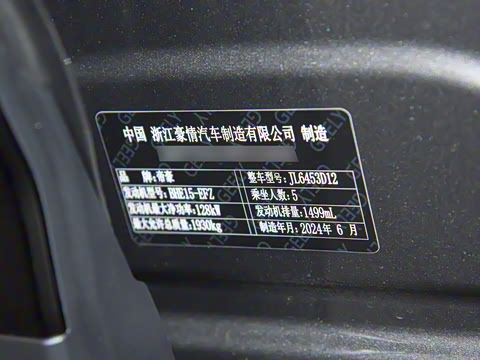 中国 浙江豪情汽车制造有限公司 制造
品 牌:帝豪 整车型号:JL6453D12
发动机型号:BHE15-EFZ 乘坐人数:5
发动机最大净功率:128kW 发动机排量:1499mL
最大允许总质量:1930kg 制造年月:2024年 6 月
GEELY